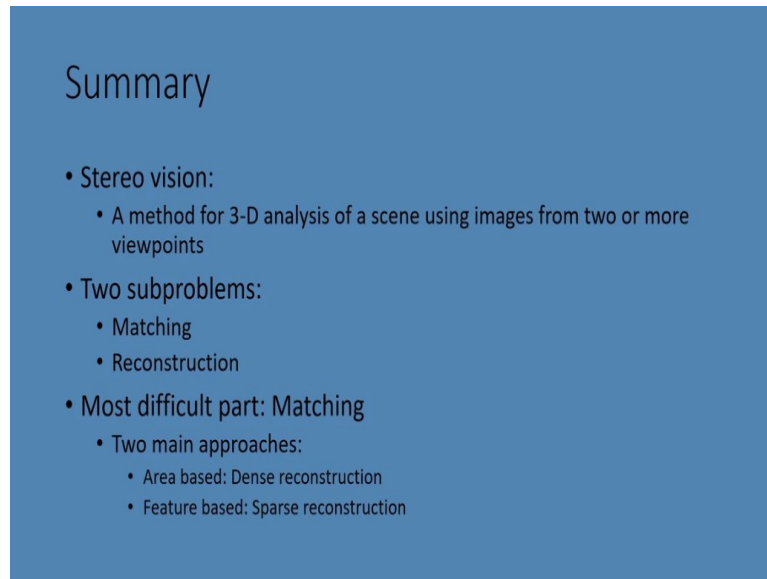 Summary
• Stereo vision:
• A method for 3-D analysis of a scene using images from two or more
viewpoints
• Two subproblems:
• Matching
• Reconstruction
• Most difficult part: Matching
• Two main approaches:
• Area based: Dense reconstruction
• Feature based: Sparse reconstruction